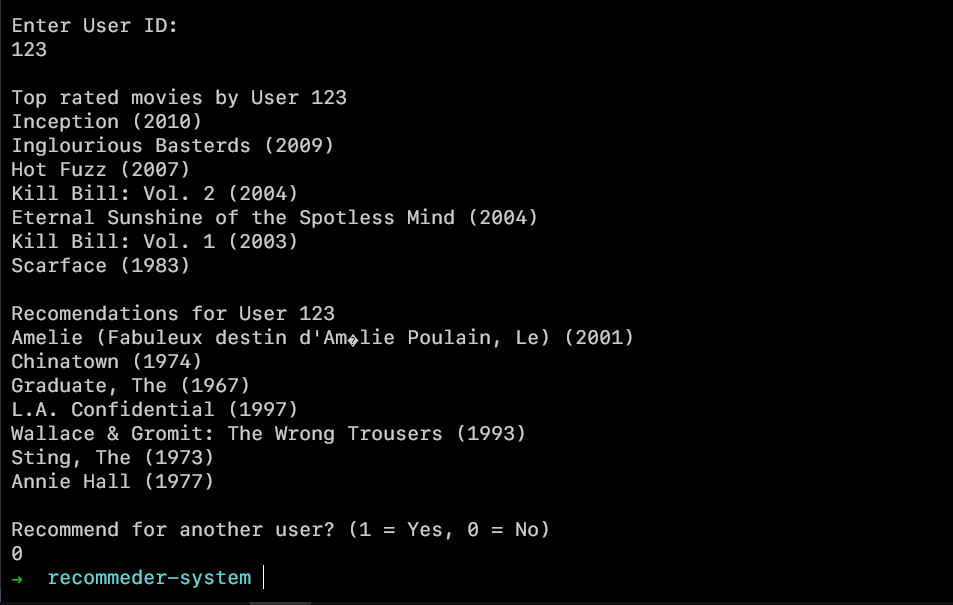 Enter User ID:
123
Top rated movies by User 123
Inception (2010)
Inglourious Basterds (2009)
Hot Fuzz (2007)
Kill Bill: Vol. 2 (2004)
Eternal Sunshine of the Spotless Mind (2004)
Kill Bill: Vol. 1 (2003)
Scarface (1983)
Recomendations for User 123
Amelie (Fabuleux destin d'Am�lie Poulain, Le) (2001)
Chinatown (1974)
Graduate, The (1967)
L.A. Confidential (1997)
Wallace & Gromit: The Wrong Trousers (1993)
Sting, The (1973)
Annie Hall (1977)
Recommend for another user? (1 = Yes, 0 = No)
0
→ recommeder-system